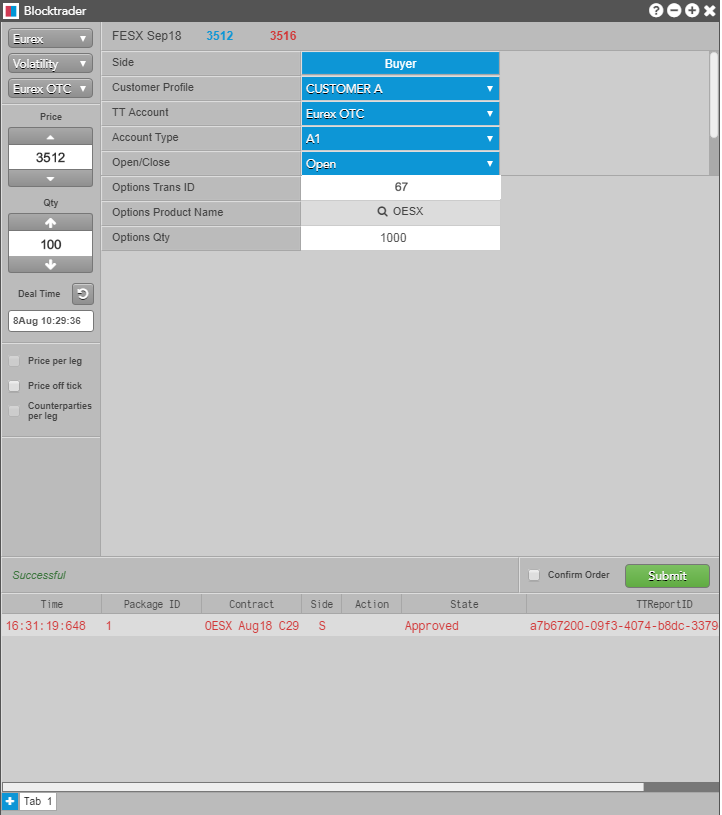 Blocktrader
Eurex
Volatility
Eurex OTC
Price
3512
Qty
100
Deal Time
8Aug 10:29:36
Price per leg
Price off tick
Counterparties
per leg
FESX Sep18 3512 3516
Side Buyer
Customer Profile CUSTOMER A
TT Account Eurex OTC
Account Type A1
Open/Close Open
Options Trans ID 67
Options Product Name OESX
Options Qty 1000
Successful Confirm Order Submit
Time Package ID Contract Side Action State TTReportID
16:31:19:648 1 OESX Aug18 C29 S Approved a7b67200-09f3-4074-b8dc-3379
Tab 1